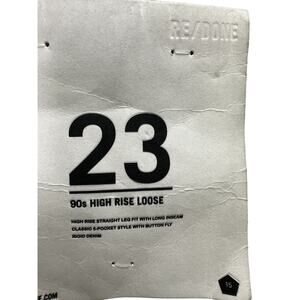 RE/DONE
23
90s HIGH RISE LOOSE
HIGH RISE STRAIGHT LEG FIT WITH LONG INSEAM
CLASSIC 5-POCKET STYLE WITH BUTTON FLY
RIGID DENIM
.COM
15